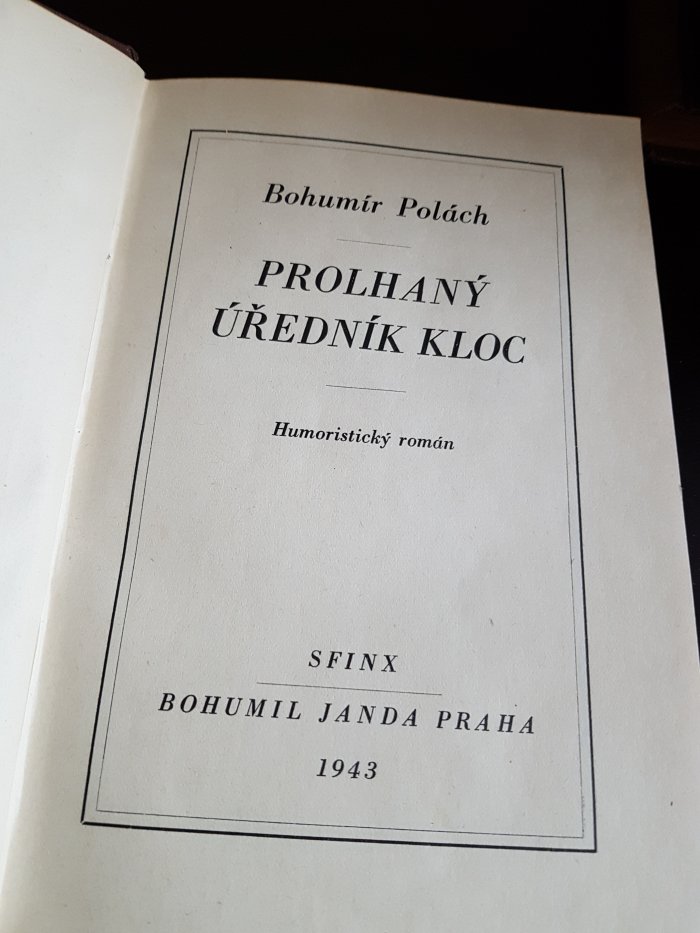 Bohumír Polách
PROLHANÝ
ÚŘEDNÍK KLOC
Humoristický román
SFINX
BOHUMIL JANDA PRAHA
1943